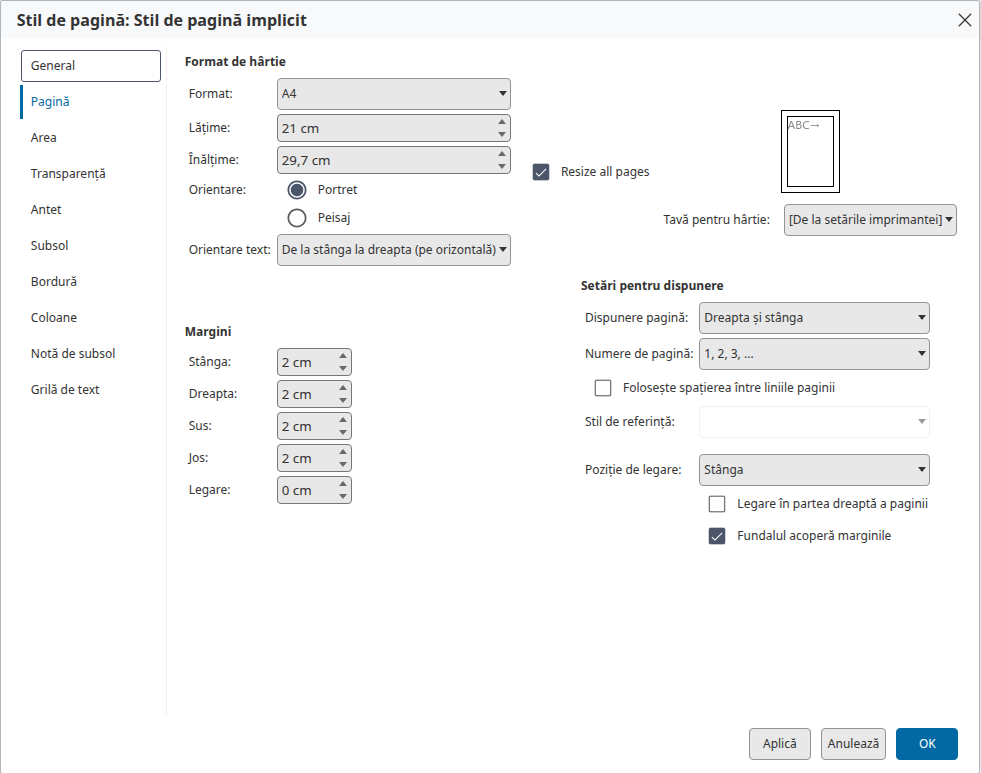 Stil de pagină: Stil de pagină implicit
General
Pagină
Area
Transparență
Antet
Subsol
Bordură
Coloane
Notă de subsol
Grilă de text
Format de hârtie
Format: A4
Lățime: 21 cm
Înălțime: 29,7 cm
Orientare: Portret
Peisaj
Orientare text: De la stânga la dreapta (pe orizontală)
Resize all pages
ABC→
Tavă pentru hârtie: [De la setările imprimantei]
Margini
Stânga: 2 cm
Dreapta: 2 cm
Sus: 2 cm
Jos: 2 cm
Legare: 0 cm
Setări pentru dispunere
Dispunere pagină: Dreapta și stânga
Numere de pagină: 1, 2, 3, ...
Folosește spațierea între liniile paginii
Stil de referință:
Poziție de legare: Stânga
Legare în partea dreaptă a paginii
Fundalul acoperă marginile
Aplică
Anulează
OK